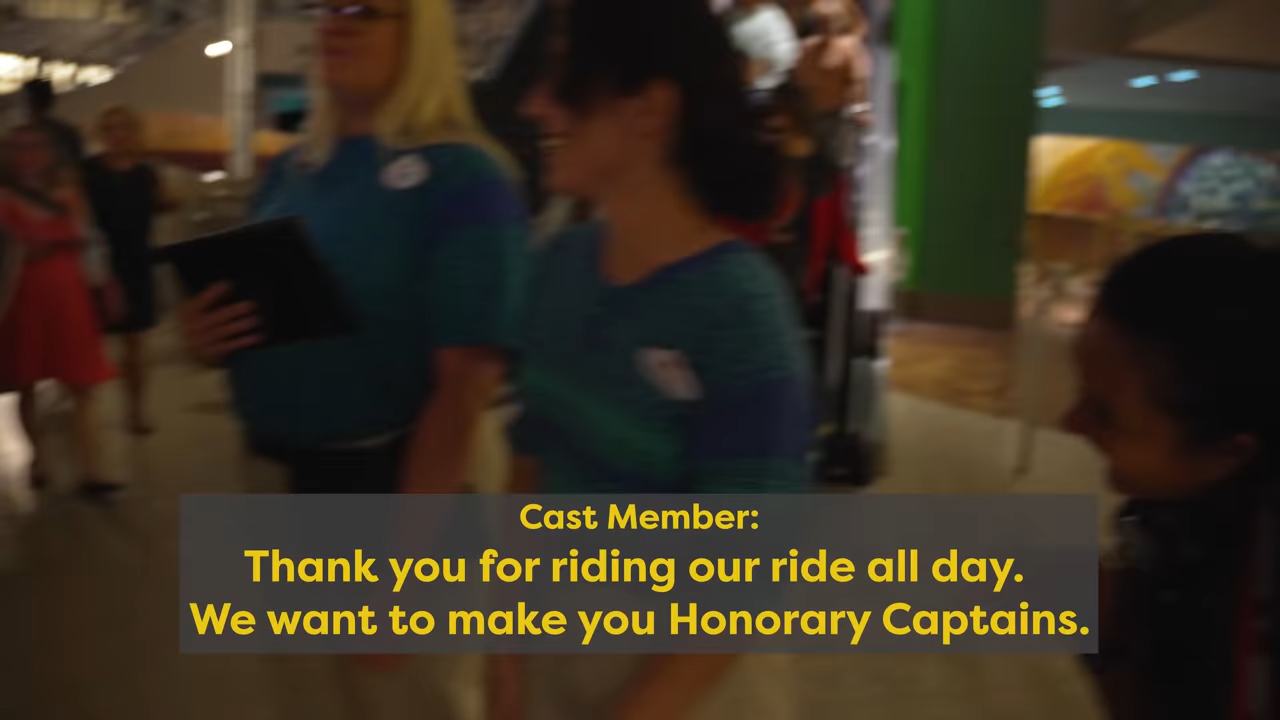 Cast Member:
Thank you for riding our ride all day.
We want to make you Honorary Captains.